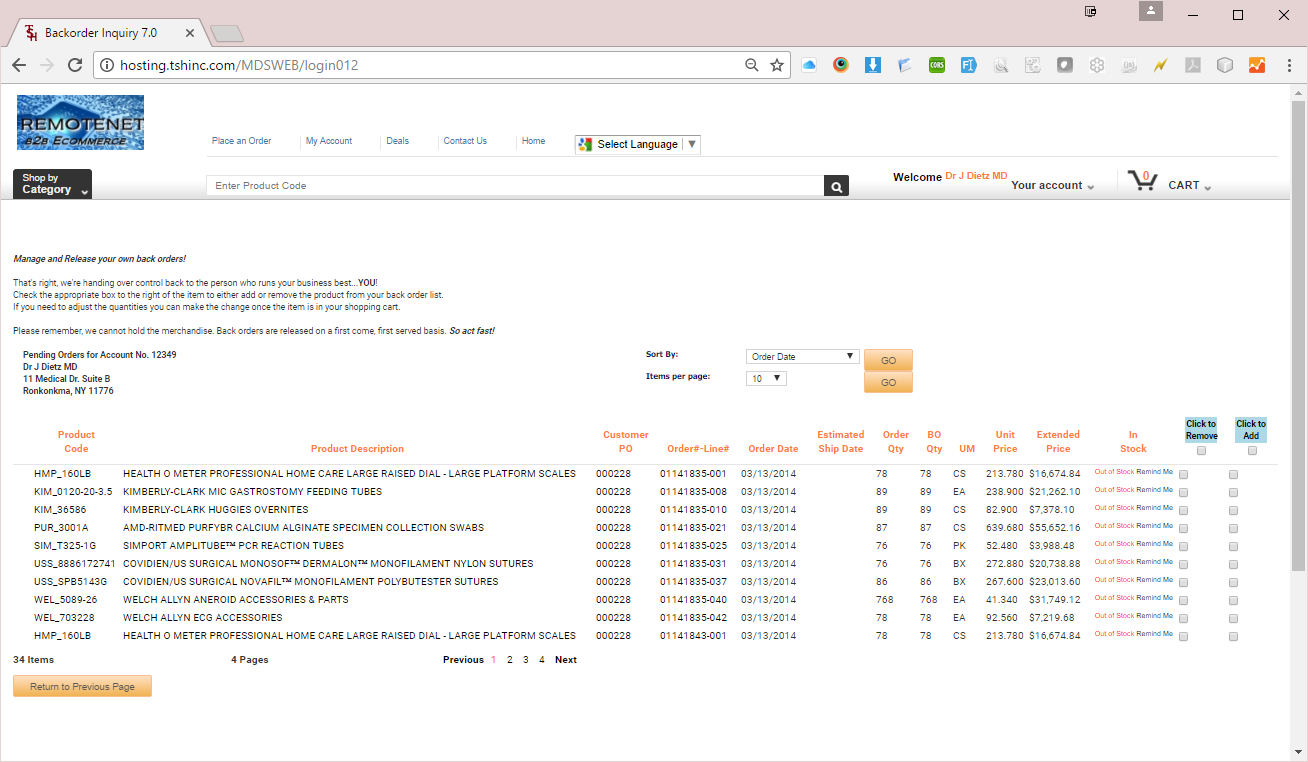 Backorder Inquiry 7.0
hosting.tshinc.com/MDSWEB/login012
REMOTENET
B2B ECOMMERCE
Place an Order My Account Deals Contact Us Home Select Language
Shop by
Category
Enter Product Code
Welcome Dr J Dietz MD Your account 0 CART
Manage and Release your own back orders!
That's right, we're handing over control back to the person who runs your business best...YOU!
Check the appropriate box to the right of the item to either add or remove the product from your back order list.
If you need to adjust the quantities you can make the change once the item is in your shopping cart.
Please remember, we cannot hold the merchandise. Back orders are released on a first come, first served basis. So act fast!
Pending Orders for Account No. 12349
Dr J Dietz MD
11 Medical Dr. Suite B
Ronkonkma, NY 11776
Sort By: Order Date GO
Items per page: 10 GO
Product Code Product Description Customer PO Order#-Line# Order Date Estimated Ship Date Order Qty BO Qty UM Unit Price Extended Price In Stock Click to Remove Click to Add
HMP_160LB HEALTH O METER PROFESSIONAL HOME CARE LARGE RAISED DIAL - LARGE PLATFORM SCALES 000228 01141835-001 03/13/2014 78 78 CS 213.780 $16,674.84 Out of Stock Remind Me
KIM_0120-20-3.5 KIMBERLY-CLARK MIC GASTROSTOMY FEEDING TUBES 000228 01141835-008 03/13/2014 89 89 EA 238.900 $21,262.10 Out of Stock Remind Me
KIM_36586 KIMBERLY-CLARK HUGGIES OVERNITES 000228 01141835-010 03/13/2014 89 89 CS 82.900 $7,378.10 Out of Stock Remind Me
PUR_3001A AMD-RITMED PURFYBR CALCIUM ALGINATE SPECIMEN COLLECTION SWABS 000228 01141835-021 03/13/2014 87 87 CS 639.680 $55,652.16 Out of Stock Remind Me
SIM_T325-1G SIMPORT AMPLITUBE™ PCR REACTION TUBES 000228 01141835-025 03/13/2014 76 76 PK 52.480 $3,988.48 Out of Stock Remind Me
USS_8886172741 COVIDIEN/US SURGICAL MONOSOF™ DERMALON™ MONOFILAMENT NYLON SUTURES 000228 01141835-031 03/13/2014 76 76 BX 272.880 $20,738.88 Out of Stock Remind Me
USS_SPB5143G COVIDIEN/US SURGICAL NOVAFIL™ MONOFILAMENT POLYBUTESTER SUTURES 000228 01141835-037 03/13/2014 86 86 BX 267.600 $23,013.60 Out of Stock Remind Me
WEL_5089-26 WELCH ALLYN ANEROID ACCESSORIES & PARTS 000228 01141835-040 03/13/2014 768 768 EA 41.340 $31,749.12 Out of Stock Remind Me
WEL_703228 WELCH ALLYN ECG ACCESSORIES 000228 01141835-042 03/13/2014 78 78 EA 92.560 $7,219.68 Out of Stock Remind Me
HMP_160LB HEALTH O METER PROFESSIONAL HOME CARE LARGE RAISED DIAL - LARGE PLATFORM SCALES 000228 01141843-001 03/13/2014 78 78 CS 213.780 $16,674.84 Out of Stock Remind Me
34 Items 4 Pages Previous 1 2 3 4 Next
Return to Previous Page